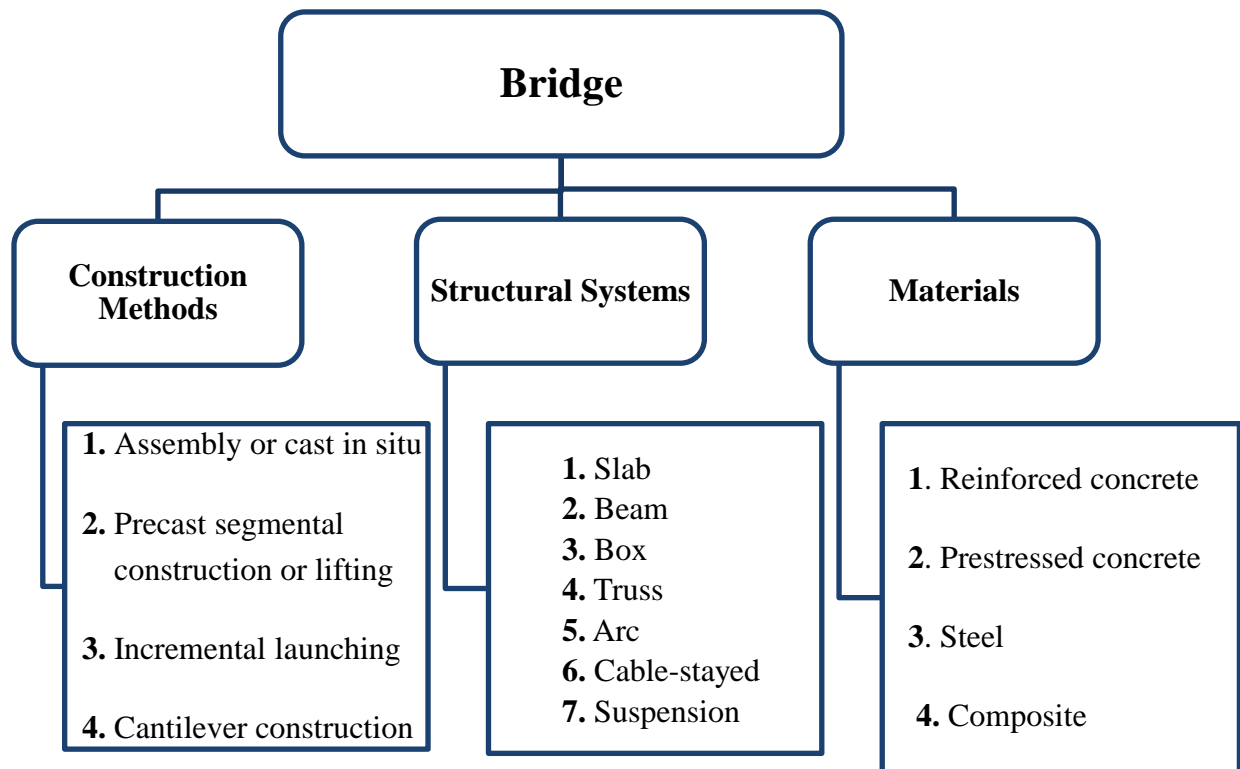 Bridge
Construction
Methods
1. Assembly or cast in situ
2. Precast segmental
construction or lifting
3. Incremental launching
4. Cantilever construction
Structural Systems
1. Slab
2. Beam
3. Box
4. Truss
5. Arc
6. Cable-stayed
7. Suspension
Materials
1. Reinforced concrete
2. Prestressed concrete
3. Steel
4. Composite